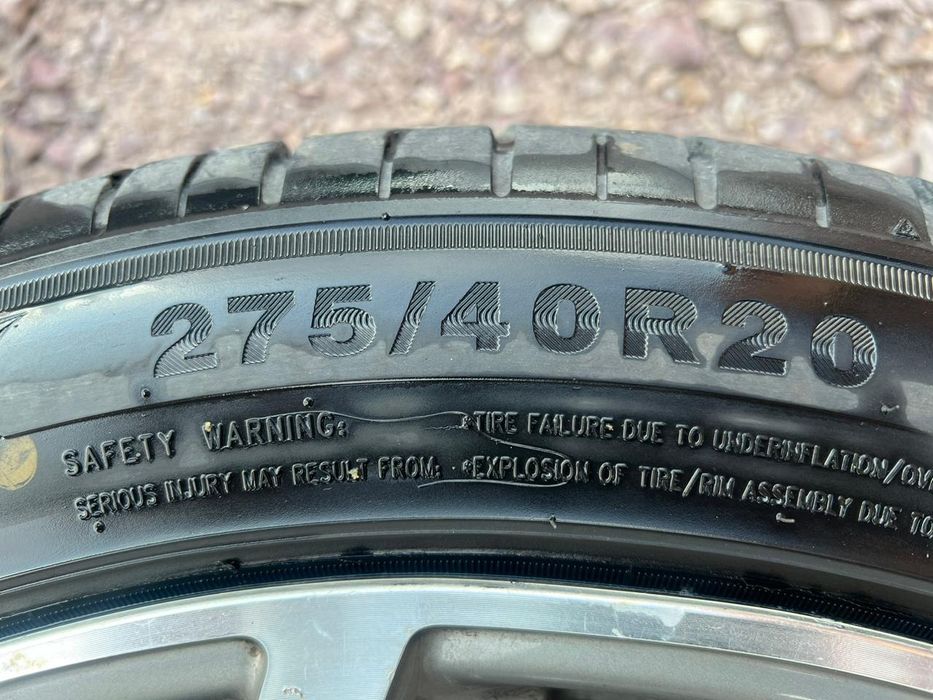 275/40R20
SAFETY WARNING: •TIRE FAILURE DUE TO UNDERINFLATION/OV
SERIOUS INJURY MAY RESULT FROM: •EXPLOSION OF TIRE/RIM ASSEMBLY DUE TO